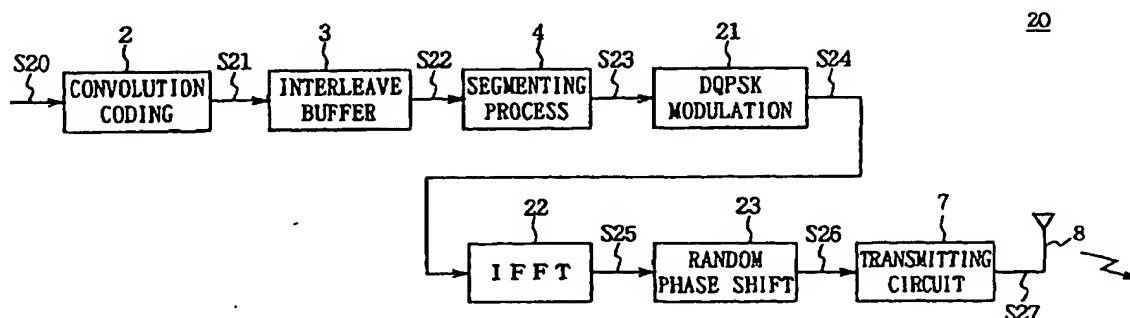 20
2
3
4
21
S20
S21
S22
S23
S24
CONVOLUTION
CODING
INTERLEAVE
BUFFER
SEGMENTING
PROCESS
DQPSK
MODULATION
22
23
7
8
S25
S26
S27
IFFT
RANDOM
PHASE SHIFT
TRANSMITTING
CIRCUIT